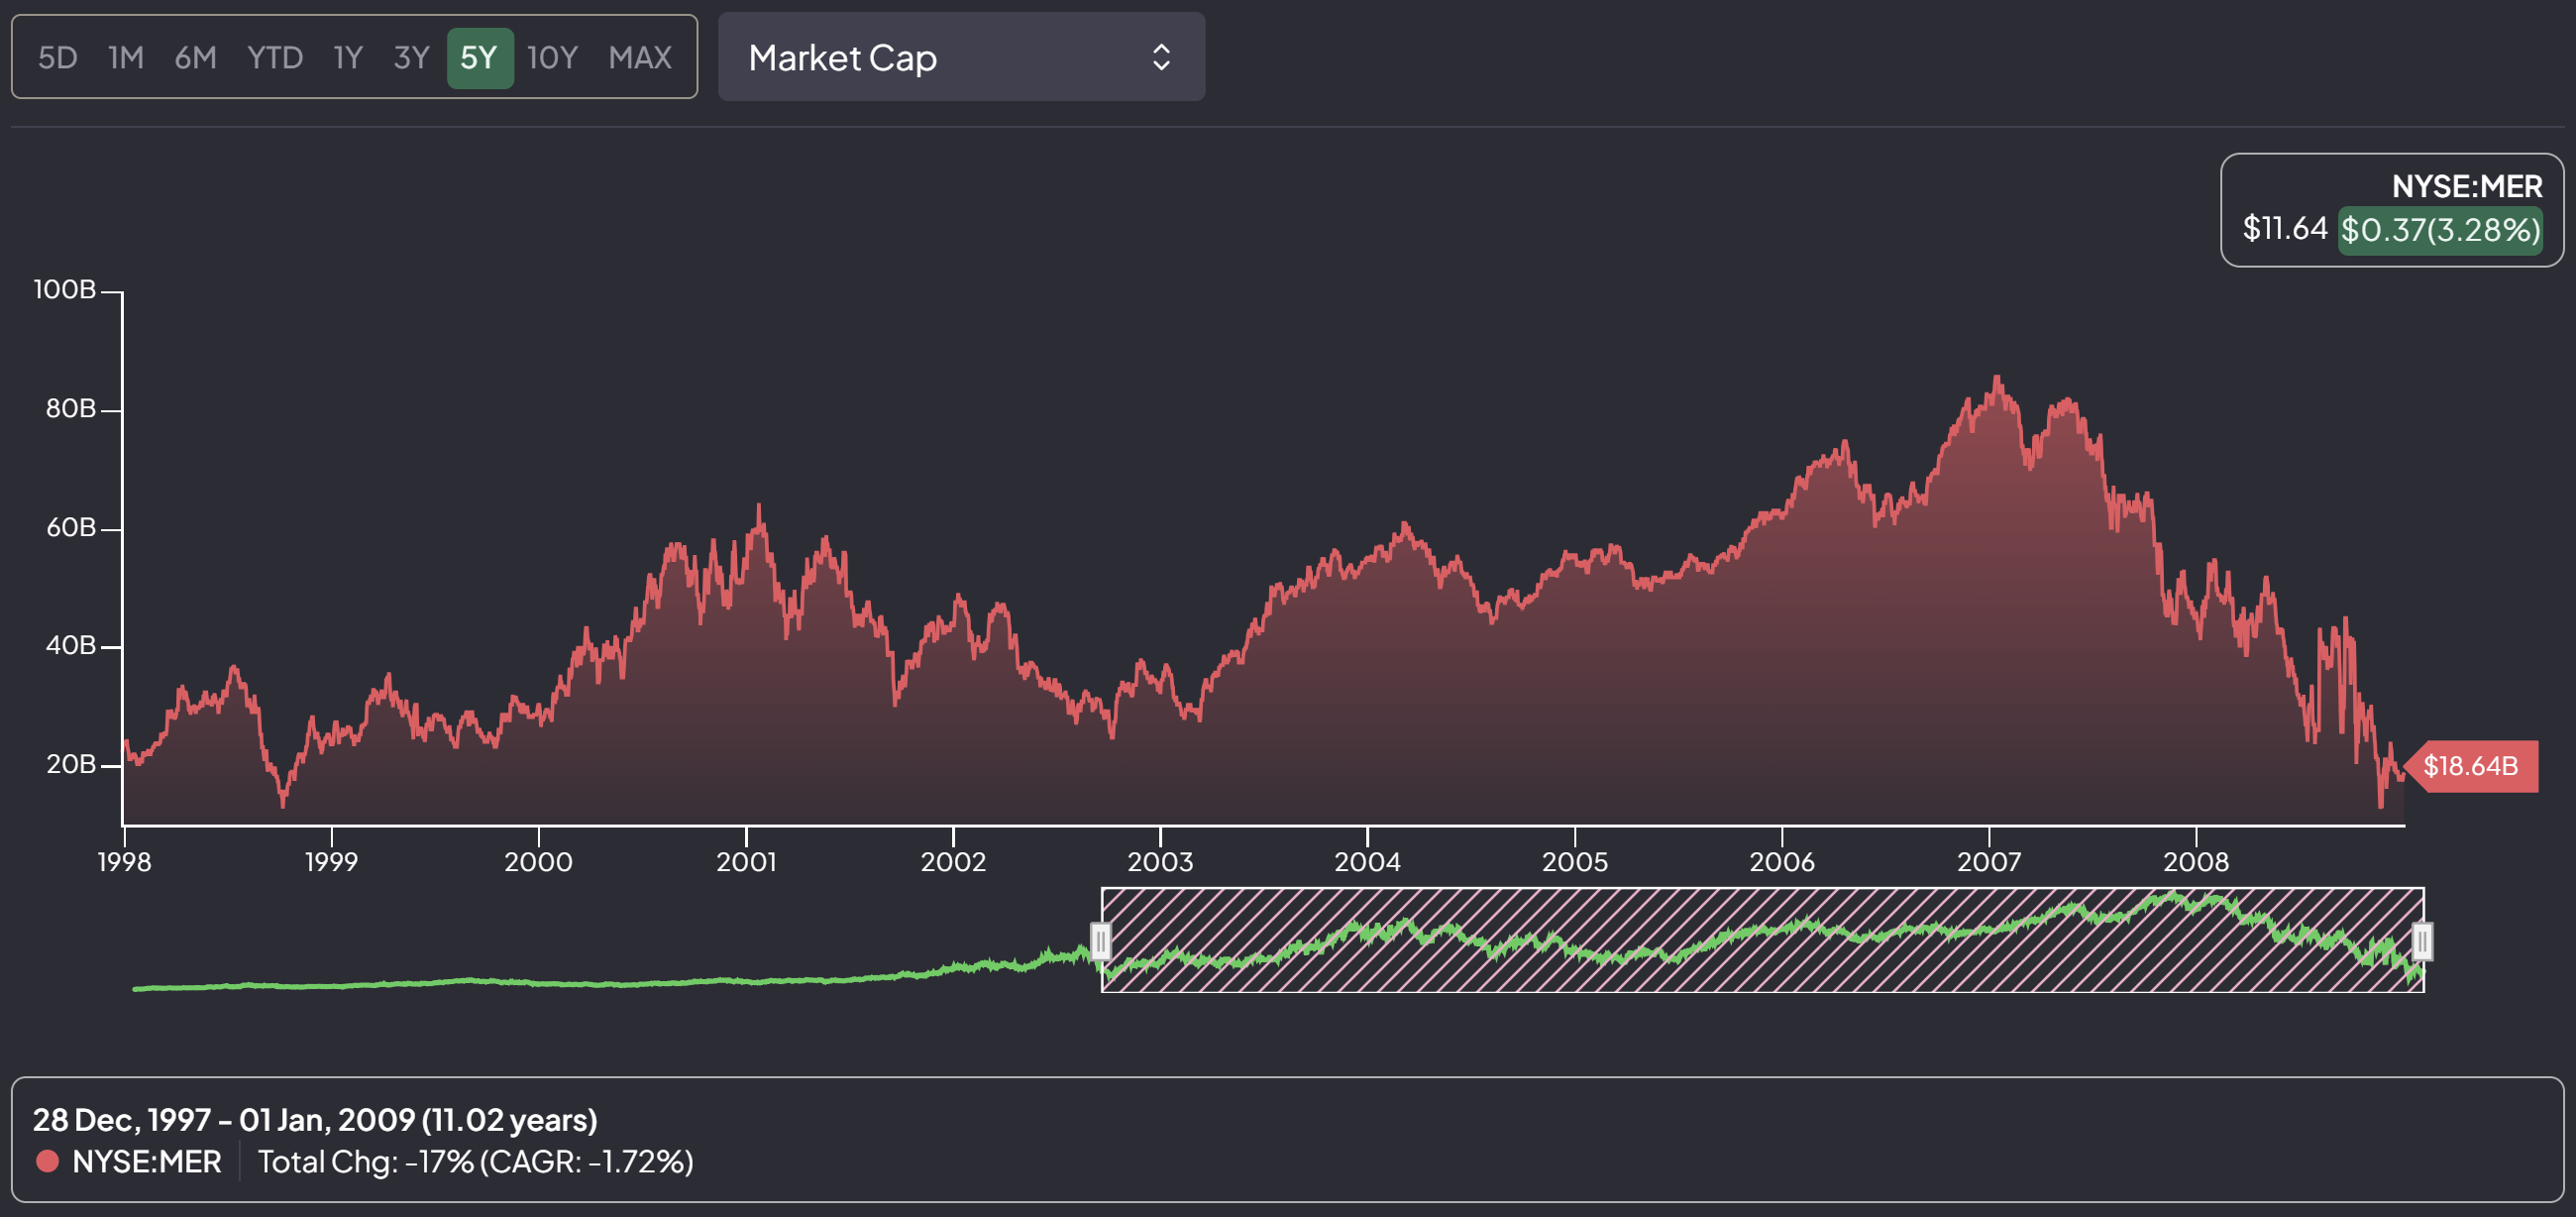 5D 1M 6M YTD 1Y 3Y 5Y 10Y MAX Market Cap
NYSE:MER
$11.64 $0.37(3.28%)
100B
80B
60B
40B
20B
$18.64B
1998 1999 2000 2001 2002 2003 2004 2005 2006 2007 2008
28 Dec, 1997 - 01 Jan, 2009 (11.02 years)
NYSE:MER Total Chg: -17% (CAGR: -1.72%)